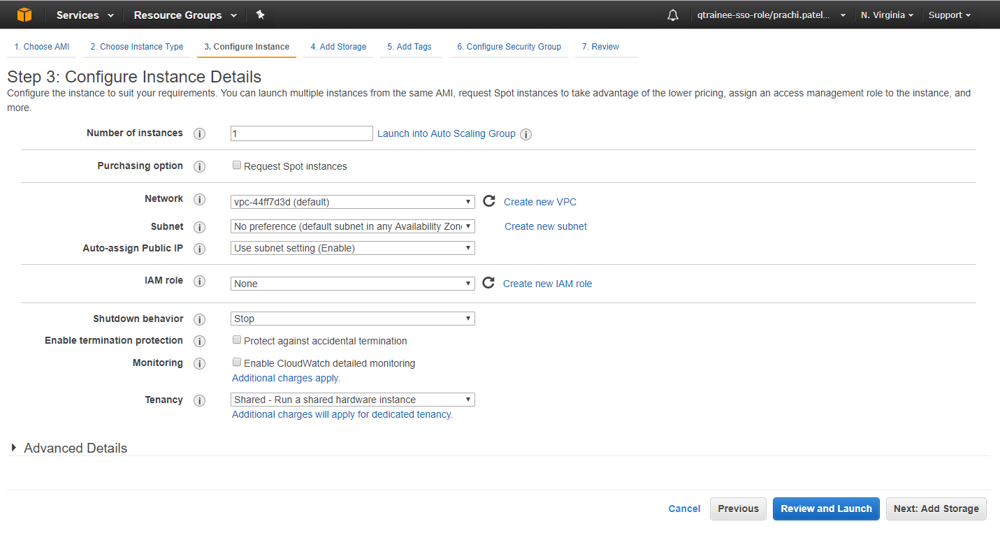 Services Resource Groups qtrainee-sso-role/prachi.patel... N. Virginia Support
1. Choose AMI 2. Choose Instance Type 3. Configure Instance 4. Add Storage 5. Add Tags 6. Configure Security Group 7. Review
Step 3: Configure Instance Details
Configure the instance to suit your requirements. You can launch multiple instances from the same AMI, request Spot instances to take advantage of the lower pricing, assign an access management role to the instance, and
more.
Number of instances i 1 Launch into Auto Scaling Group i
Purchasing option i Request Spot instances
Network i vpc-44ff7d3d (default) Create new VPC
Subnet i No preference (default subnet in any Availability Zon Create new subnet
Auto-assign Public IP i Use subnet setting (Enable)
IAM role i None Create new IAM role
Shutdown behavior i Stop
Enable termination protection i Protect against accidental termination
Monitoring i Enable CloudWatch detailed monitoring
Additional charges apply.
Tenancy i Shared - Run a shared hardware instance
Additional charges will apply for dedicated tenancy.
Advanced Details
Cancel Previous Review and Launch Next: Add Storage